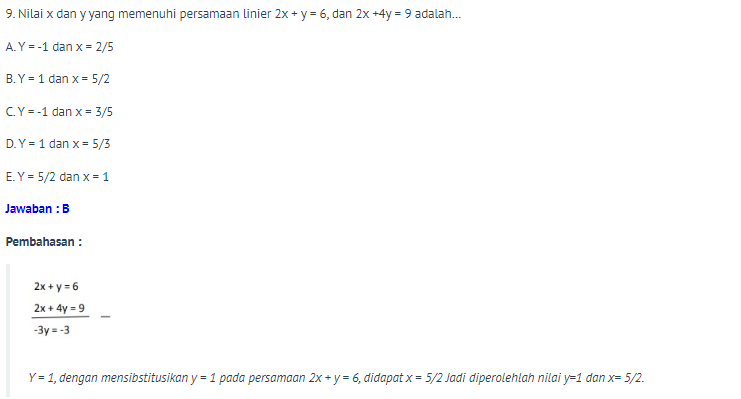 9. Nilai x dan y yang memenuhi persamaan linier 2x + y = 6, dan 2x +4y = 9 adalah...
A. Y = -1 dan x = 2/5
B. Y = 1 dan x = 5/2
C. Y = -1 dan x = 3/5
D. Y = 1 dan x = 5/3
E. Y = 5/2 dan x = 1
Jawaban : B
Pembahasan :
2x + y = 6
2x + 4y = 9 –
-3y = -3
Y = 1, dengan mensibstitusikan y = 1 pada persamaan 2x + y = 6, didapat x = 5/2 Jadi diperolehlah nilai y=1 dan x= 5/2.